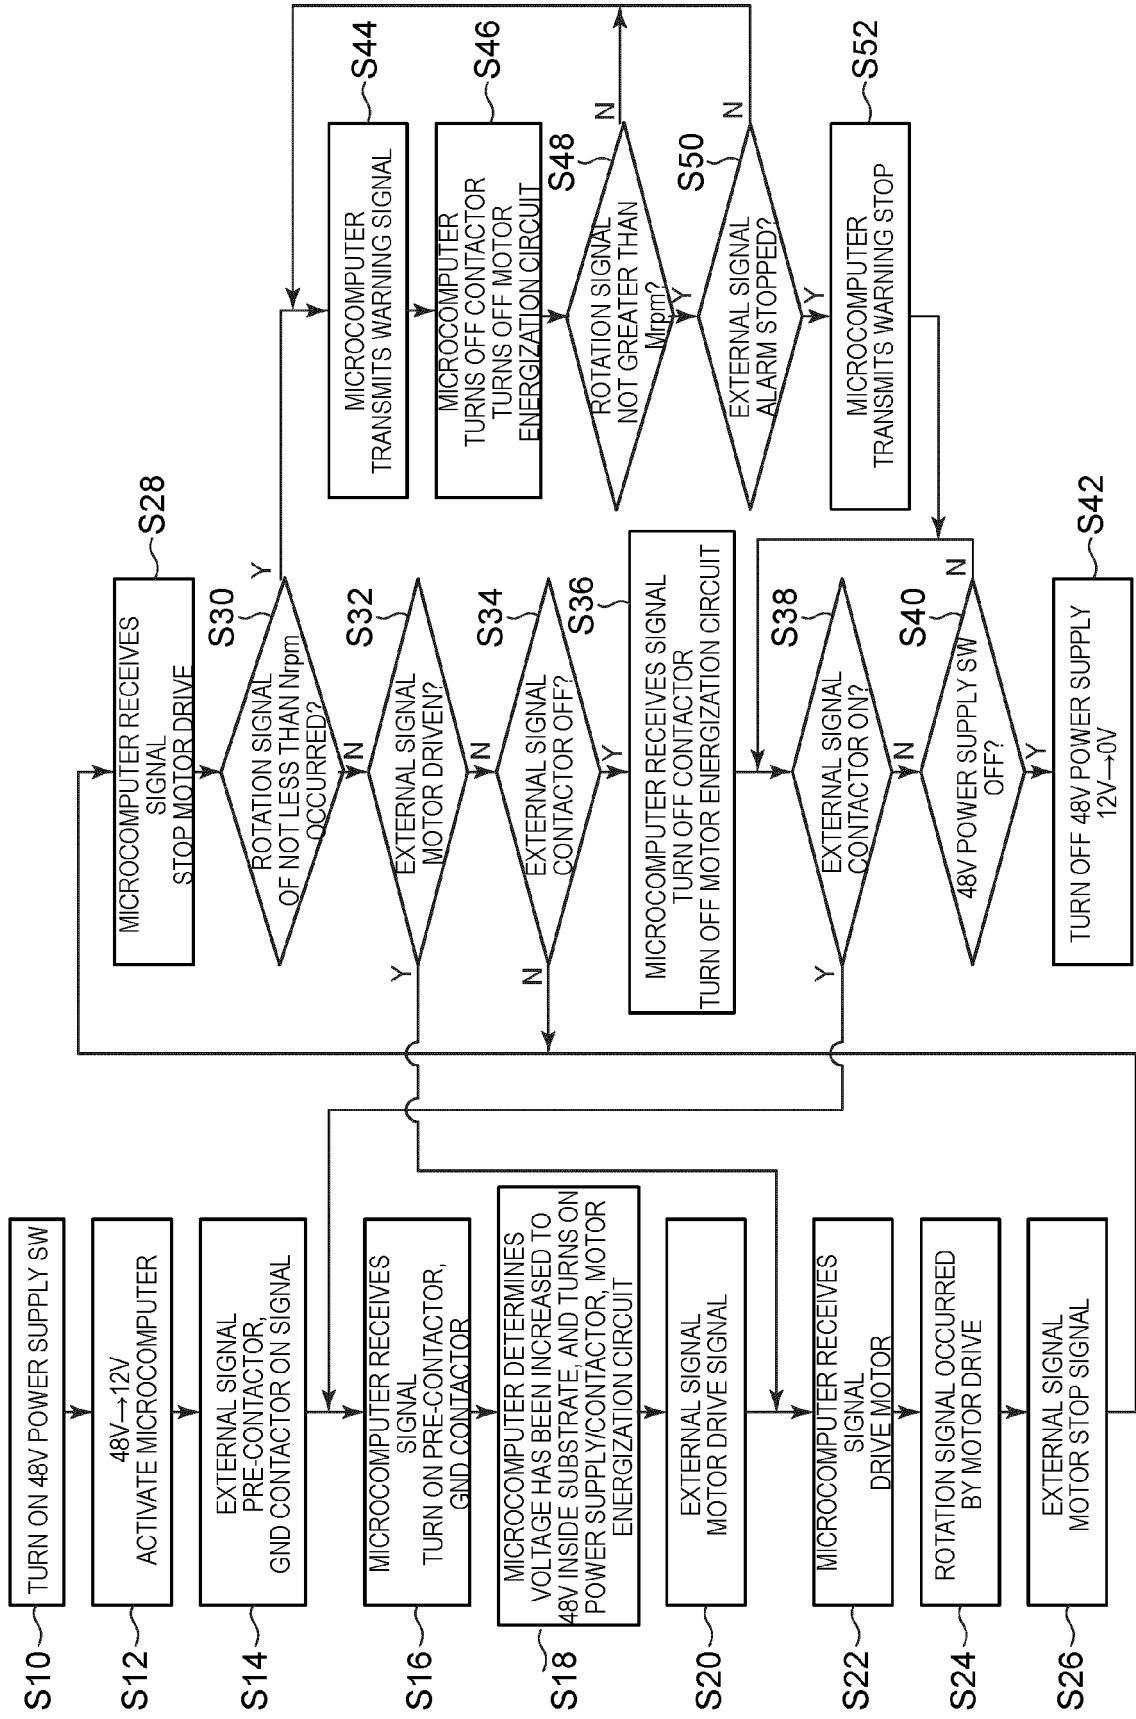 S10
TURN ON 48V POWER SUPPLY SW
S12
48V→12V
ACTIVATE MICROCOMPUTER
S14
EXTERNAL SIGNAL
PRE-CONTACTOR,
GND CONTACTOR ON SIGNAL
S16
MICROCOMPUTER RECEIVES
SIGNAL
TURN ON PRE-CONTACTOR,
GND CONTACTOR
S18
MICROCOMPUTER DETERMINES
VOLTAGE HAS BEEN INCREASED TO
48V INSIDE SUBSTRATE, AND TURNS ON
POWER SUPPLY/CONTACTOR, MOTOR
ENERGIZATION CIRCUIT
S20
EXTERNAL SIGNAL
MOTOR DRIVE SIGNAL
S22
MICROCOMPUTER RECEIVES
SIGNAL
DRIVE MOTOR
S24
ROTATION SIGNAL OCCURRED
BY MOTOR DRIVE
S26
EXTERNAL SIGNAL
MOTOR STOP SIGNAL
S28
MICROCOMPUTER RECEIVES
SIGNAL
STOP MOTOR DRIVE
S30
ROTATION SIGNAL
OF NOT LESS THAN Nrpm
OCCURRED?
Y
N
S32
EXTERNAL SIGNAL
MOTOR DRIVEN?
Y
N
S34
EXTERNAL SIGNAL
CONTACTOR OFF?
N
Y
S36
MICROCOMPUTER RECEIVES SIGNAL
TURN OFF CONTACTOR
TURN OFF MOTOR ENERGIZATION CIRCUIT
S38
EXTERNAL SIGNAL
CONTACTOR ON?
Y
N
S40
48V POWER SUPPLY SW
OFF?
N
Y
S42
TURN OFF 48V POWER SUPPLY
12V→0V
S44
MICROCOMPUTER
TRANSMITS WARNING SIGNAL
S46
MICROCOMPUTER
TURNS OFF CONTACTOR
TURNS OFF MOTOR
ENERGIZATION CIRCUIT
S48
ROTATION SIGNAL
NOT GREATER THAN
Mrpm?
N
Y
S50
EXTERNAL SIGNAL
ALARM STOPPED?
N
Y
S52
MICROCOMPUTER
TRANSMITS WARNING STOP